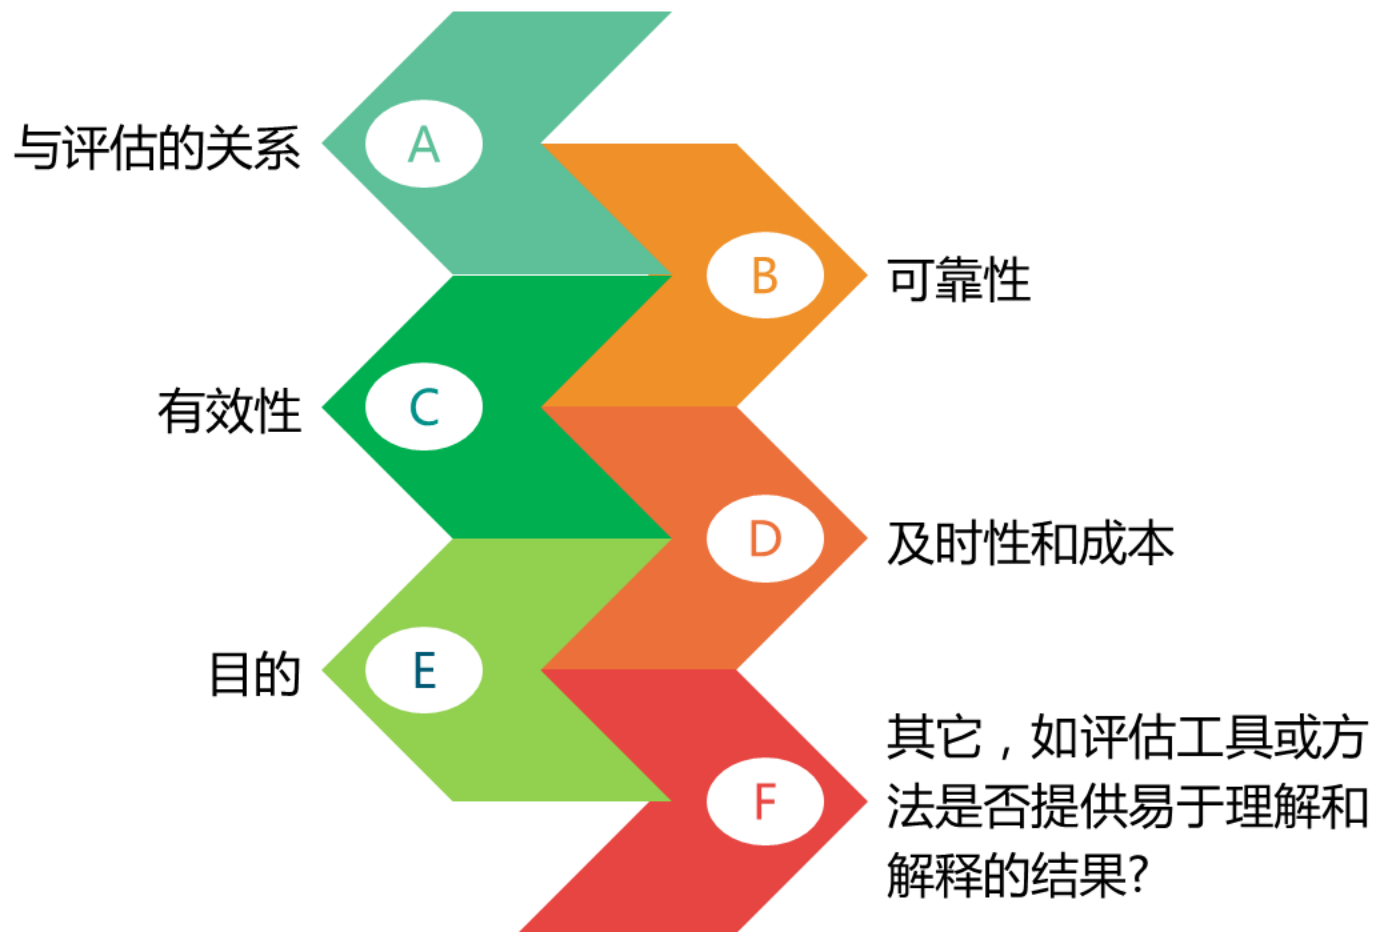 与评估的关系
A
B
可靠性
有效性
C
D
及时性和成本
目的
E
F
其它，如评估工具或方
法是否提供易于理解和
解释的结果?